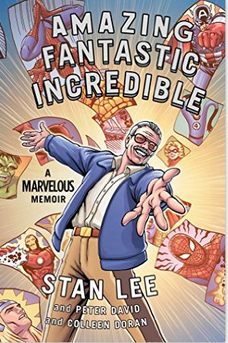 AMAZING
FANTASTIC
INCREDIBLE
A
MARVELOUS
MEMOIR
STAN LEE
and PETER DAVID
and COLLEEN DORAN